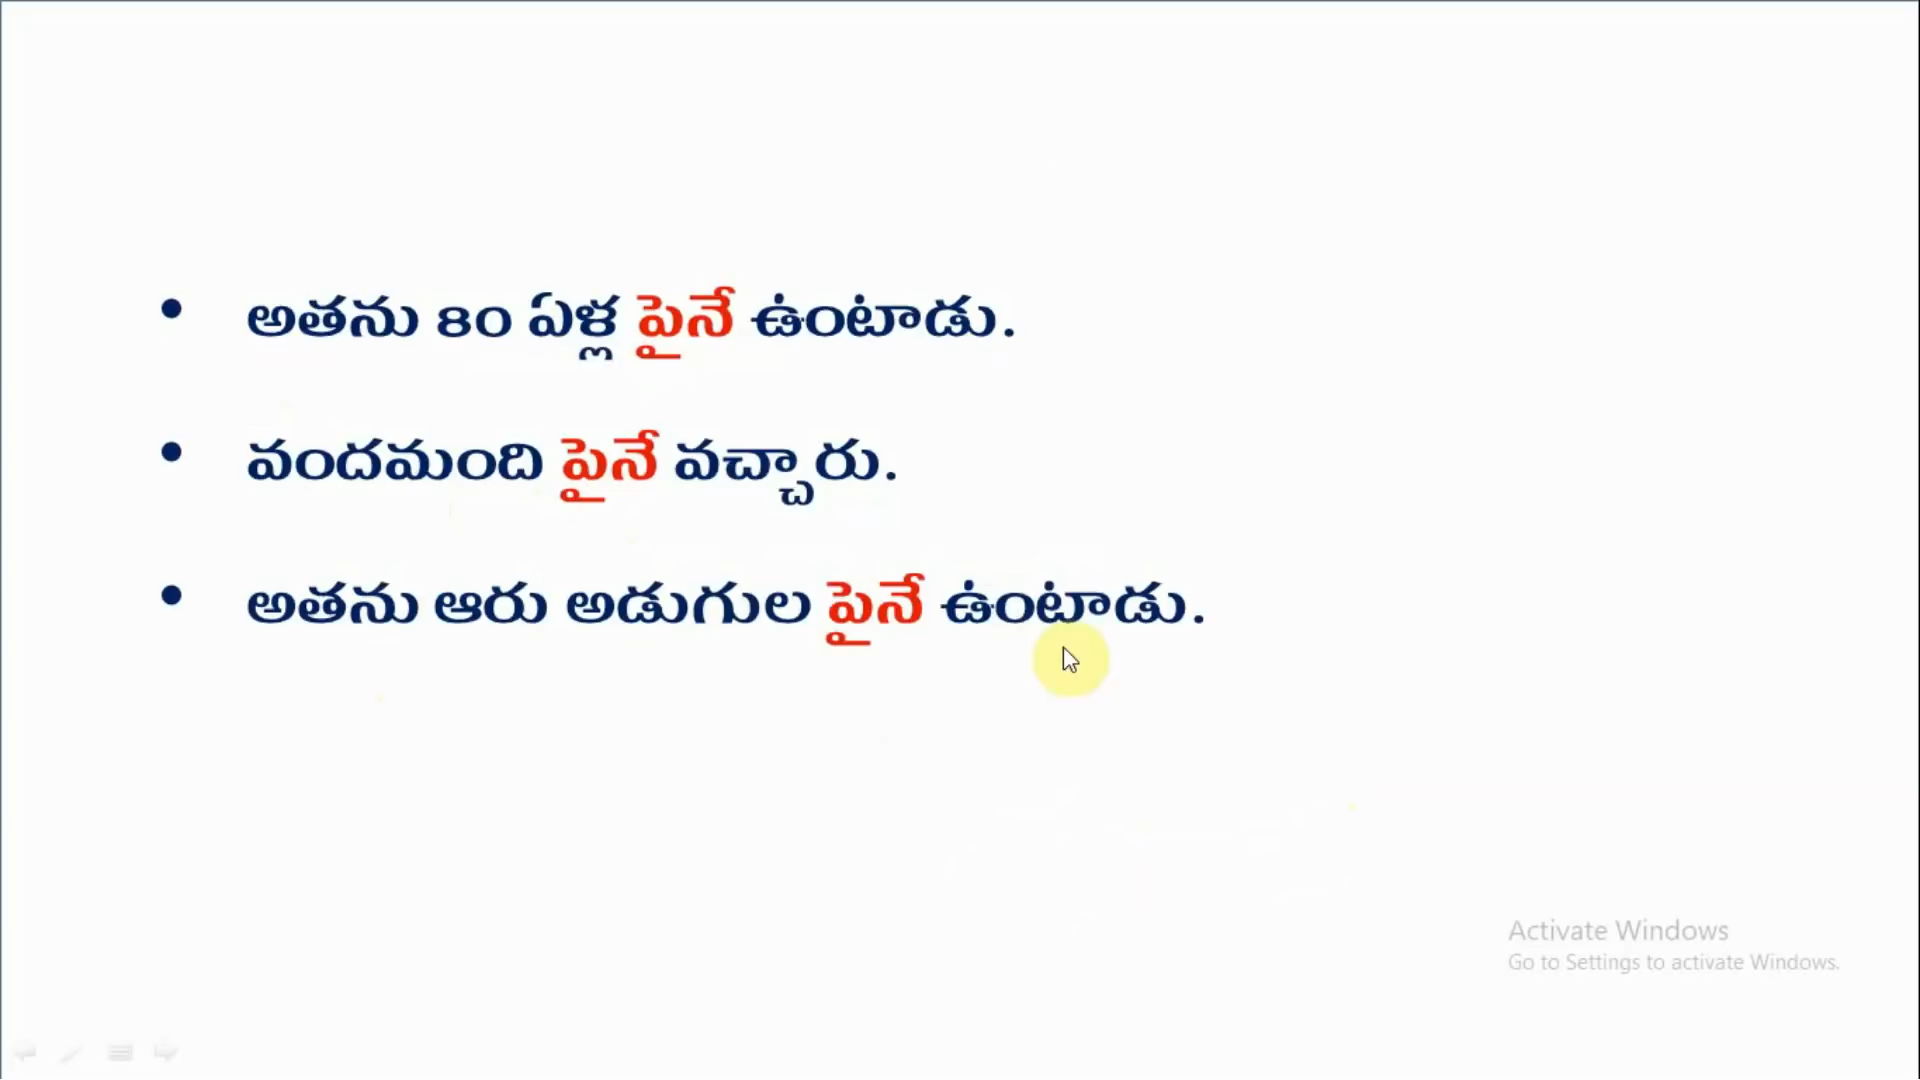 • అతను 80 ఏళ్ల పైనే ఉంటాడు.
• వందమంది పైనే వచ్చారు.
• అతను ఆరు అడుగుల పైనే ఉంటాడు.
Activate Windows
Go to Settings to activate Windows.